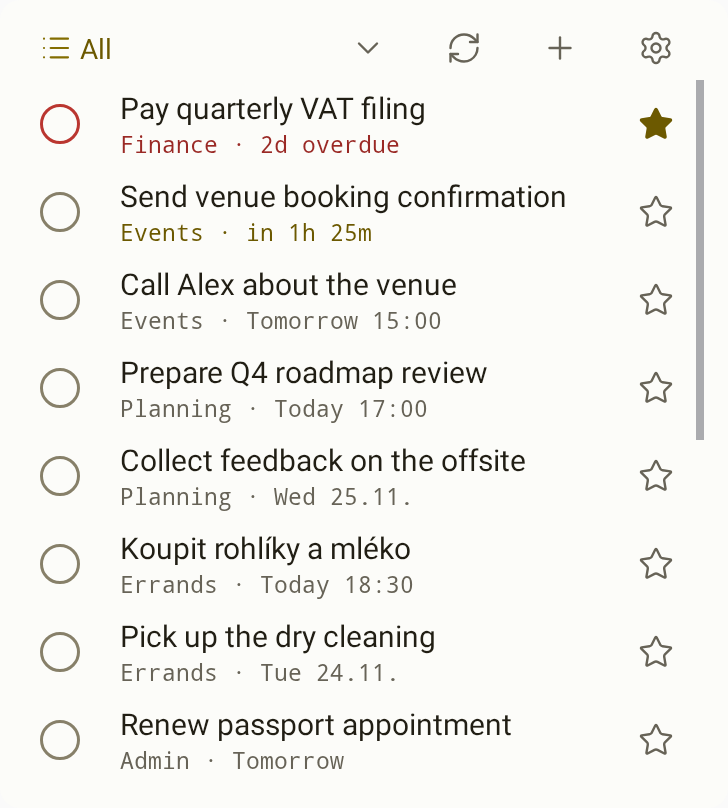 All
Pay quarterly VAT filing
Finance · 2d overdue
Send venue booking confirmation
Events · in 1h 25m
Call Alex about the venue
Events · Tomorrow 15:00
Prepare Q4 roadmap review
Planning · Today 17:00
Collect feedback on the offsite
Planning · Wed 25.11.
Koupit rohlíky a mléko
Errands · Today 18:30
Pick up the dry cleaning
Errands · Tue 24.11.
Renew passport appointment
Admin · Tomorrow